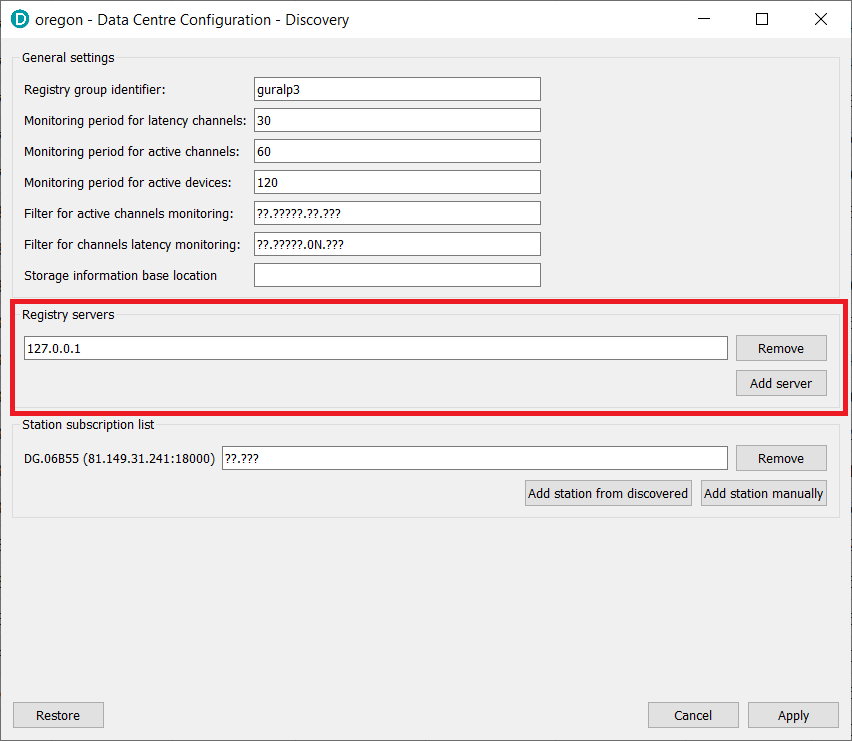 oregon - Data Centre Configuration - Discovery
General settings
Registry group identifier: guralp3
Monitoring period for latency channels: 30
Monitoring period for active channels: 60
Monitoring period for active devices: 120
Filter for active channels monitoring: ??.?????.??.???
Filter for channels latency monitoring: ??.?????.0N.???
Storage information base location
Registry servers
127.0.0.1 Remove
Add server
Station subscription list
DG.06B55 (81.149.31.241:18000) ??.??? Remove
Add station from discovered Add station manually
Restore Cancel Apply